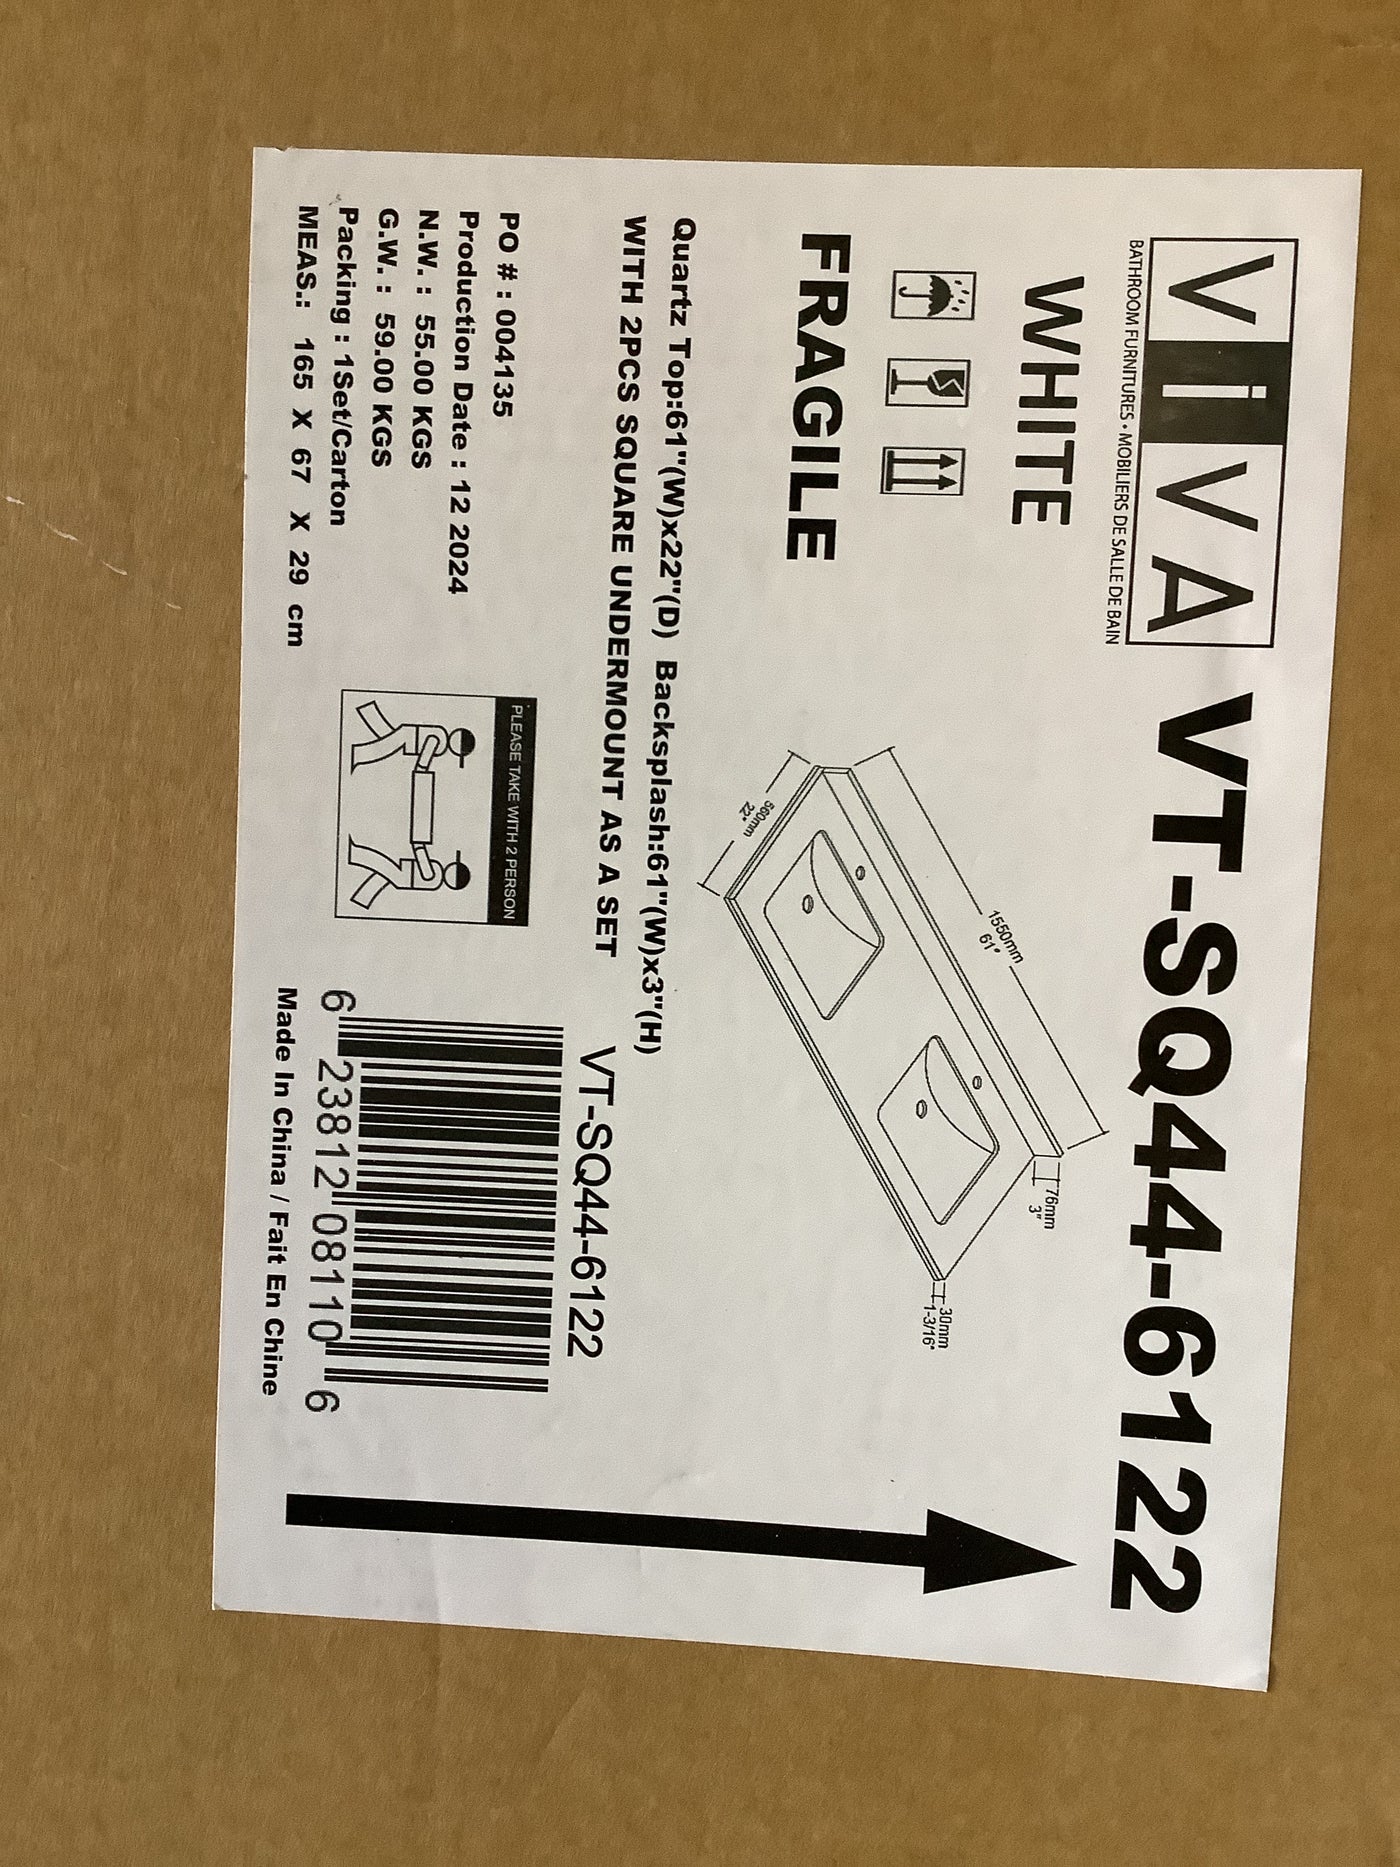 ViVA VT-SQ44-6122
BATHROOM FURNITURES • MOBILIERS DE SALLE DE BAIN
WHITE
FRAGILE
1550mm
61"
560mm
22"
76mm
3"
30mm
1-3/16"
Quartz Top:61"(W)x22"(D) Backsplash:61"(W)x3"(H)
WITH 2PCS SQUARE UNDERMOUNT AS A SET
PO # : 004135
Production Date : 12 2024
N.W. : 55.00 KGS
G.W. : 59.00 KGS
Packing : 1Set/Carton
MEAS.: 165 X 67 X 29 cm
PLEASE TAKE WITH 2 PERSON
VT-SQ44-6122
6 23812 08110 6
Made In China / Fait En Chine